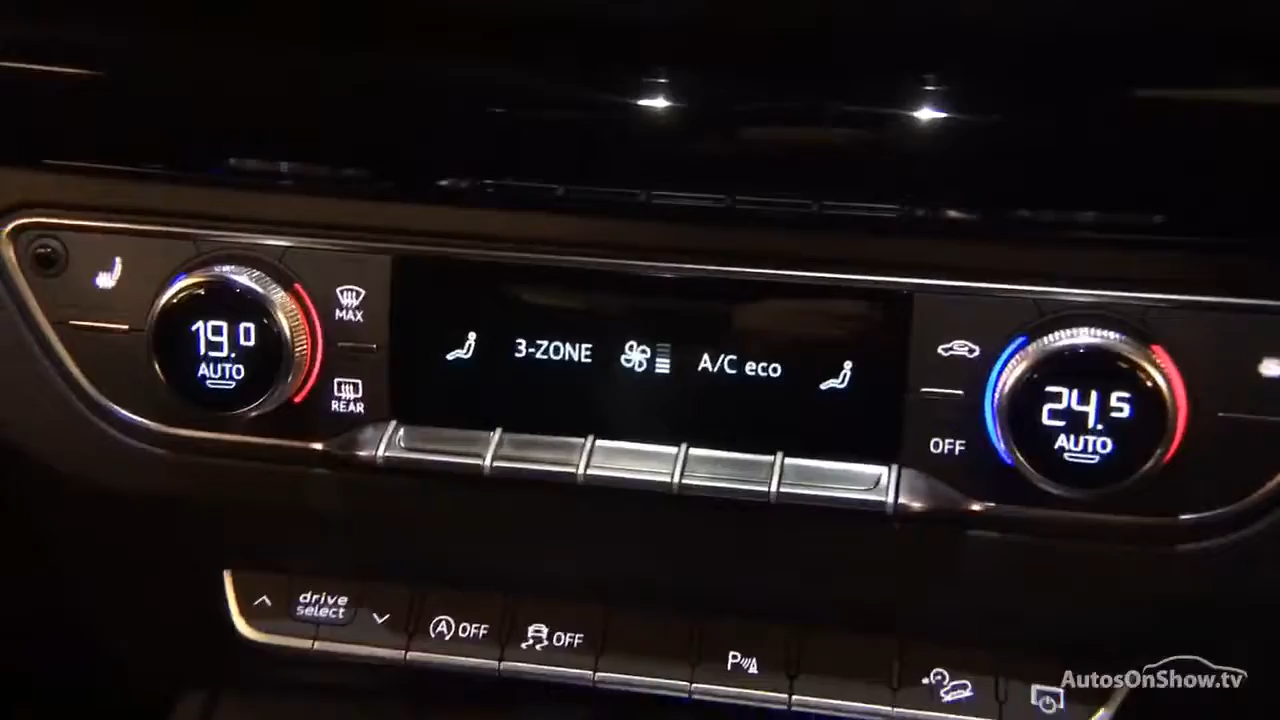 19.0
AUTO
MAX
REAR
3-ZONE
A/C eco
OFF
24.5
AUTO
drive
select
A OFF
OFF
P
AutosOnShow.tv